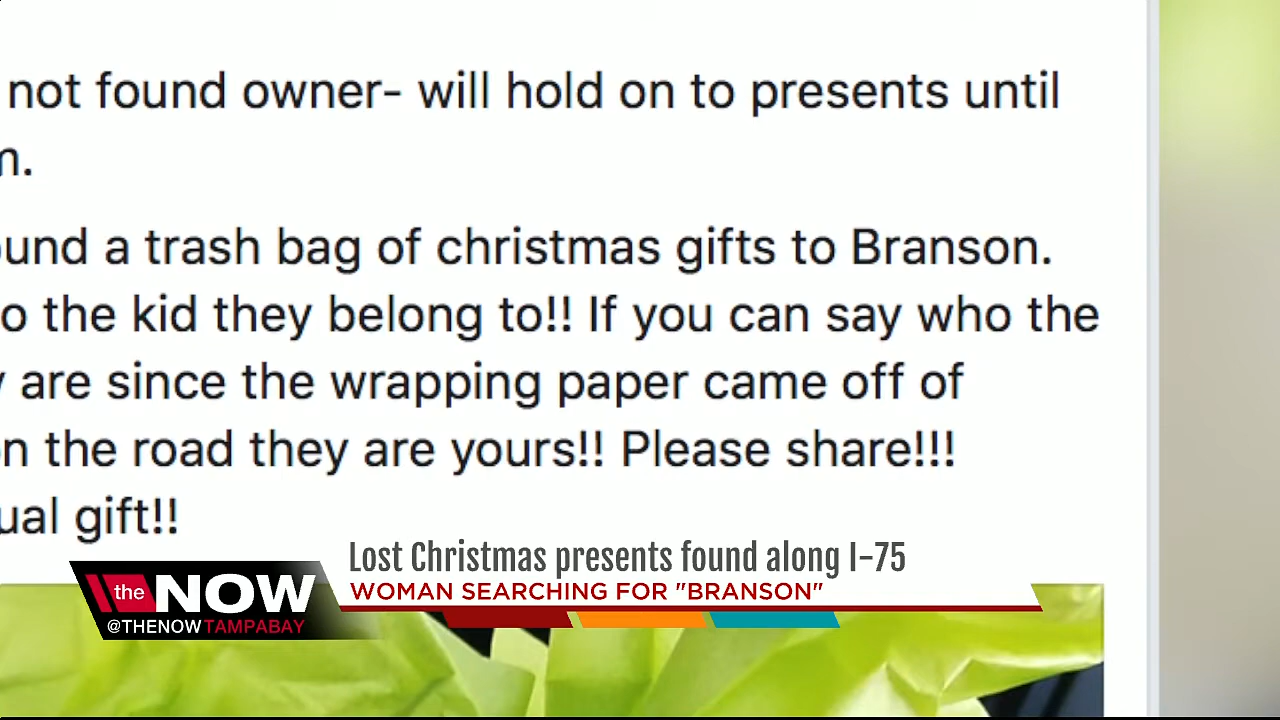 not found owner- will hold on to presents until
m.
ound a trash bag of christmas gifts to Branson.
o the kid they belong to!! If you can say who the
y are since the wrapping paper came off of
n the road they are yours!! Please share!!!
ual gift!!
Lost Christmas presents found along I-75
WOMAN SEARCHING FOR "BRANSON"
the NOW
@THENOWTAMPABAY